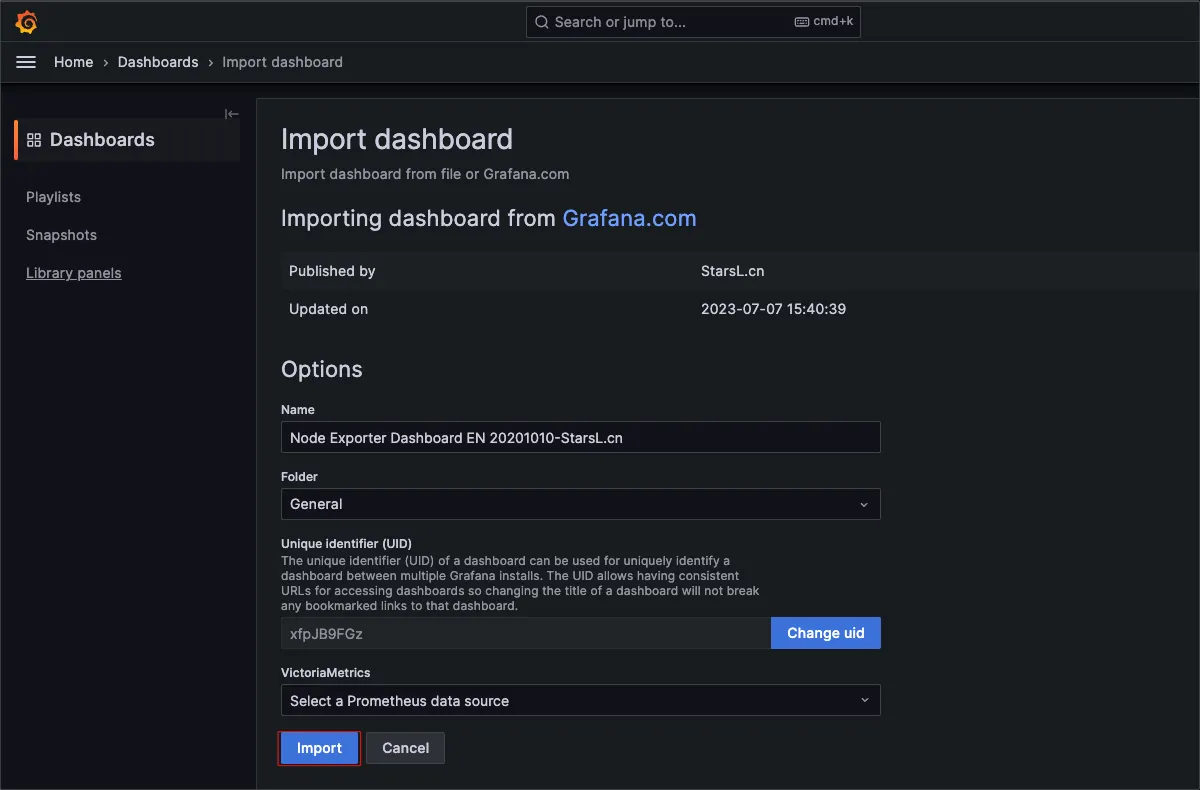 Search or jump to... cmd+k
Home › Dashboards › Import dashboard
Dashboards
Playlists
Snapshots
Library panels
Import dashboard
Import dashboard from file or Grafana.com
Importing dashboard from Grafana.com
Published by StarsL.cn
Updated on 2023-07-07 15:40:39
Options
Name
Node Exporter Dashboard EN 20201010-StarsL.cn
Folder
General
Unique identifier (UID)
The unique identifier (UID) of a dashboard can be used for uniquely identify a
dashboard between multiple Grafana installs. The UID allows having consistent
URLs for accessing dashboards so changing the title of a dashboard will not break
any bookmarked links to that dashboard.
xfpJB9FGz Change uid
VictoriaMetrics
Select a Prometheus data source
Import Cancel